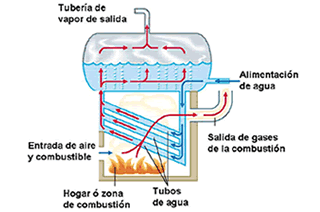 Tubería de
vapor de salida
Alimentación
de agua
Entrada de aire
y combustible
Salida de gases
de la combustión
Hogar ó zona
de combustión
Tubos
de agua